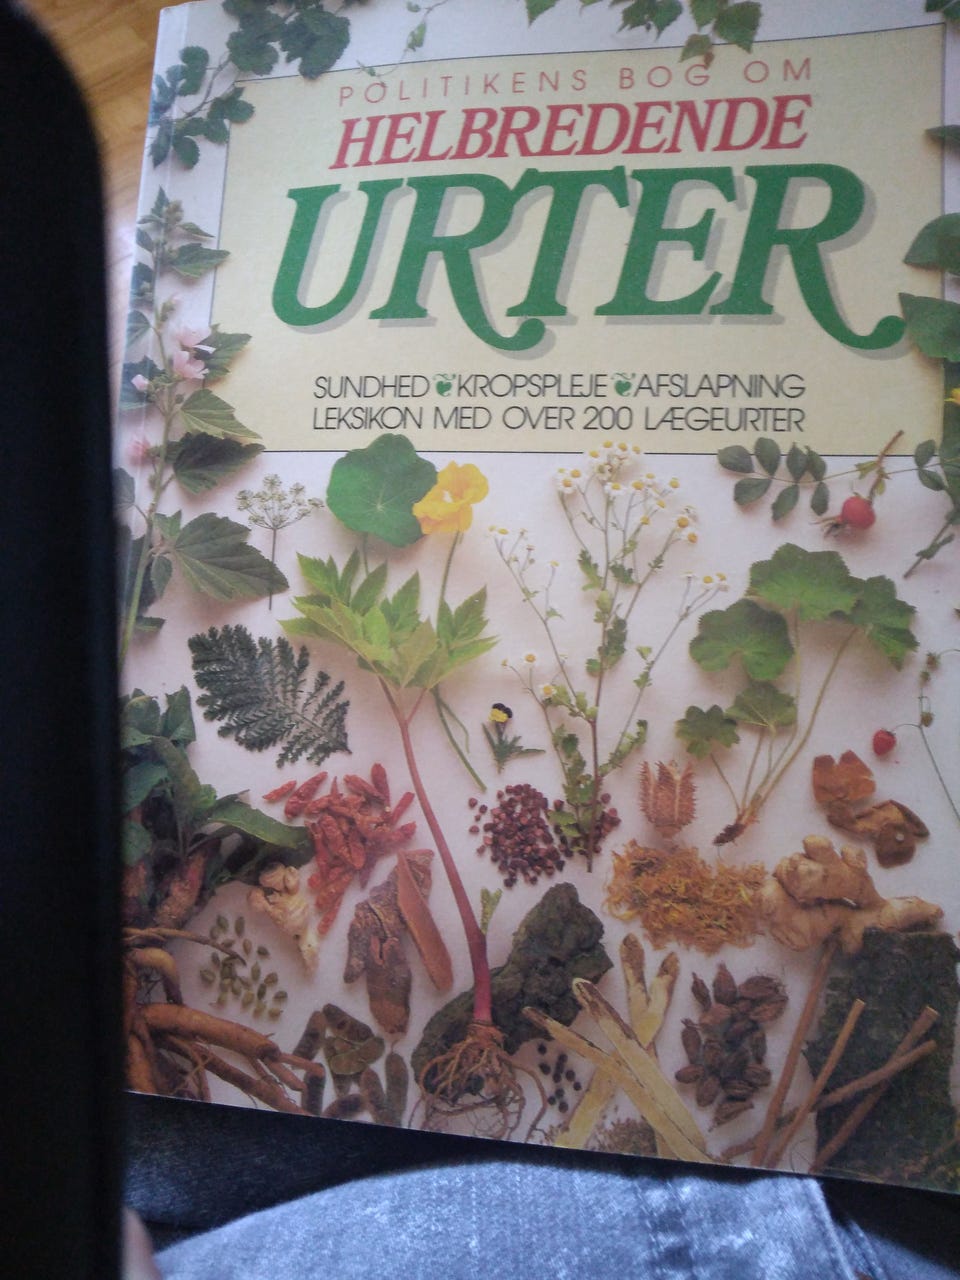 POLITIKENS BOG OM
HELBREDENDE
URTER
SUNDHED KROPSPLEJE AFSLAPNING
LEKSIKON MED OVER 200 LÆGEURTER